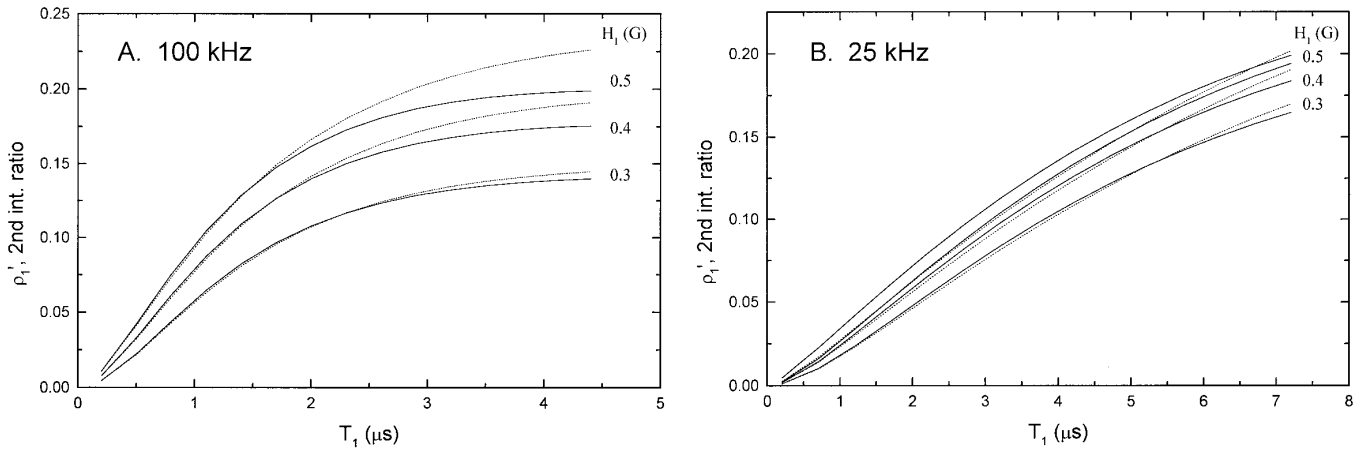 A. 100 kHz
H₁ (G)
0.5
0.4
0.3
0.25
0.20
0.15
0.10
0.05
0.00
0 1 2 3 4 5
T₁ (μs)
ρ₁', 2nd int. ratio
B. 25 kHz
H₁ (G)
0.5
0.4
0.3
0.20
0.15
0.10
0.05
0.00
0 1 2 3 4 5 6 7 8
T₁ (μs)
ρ₁', 2nd int. ratio